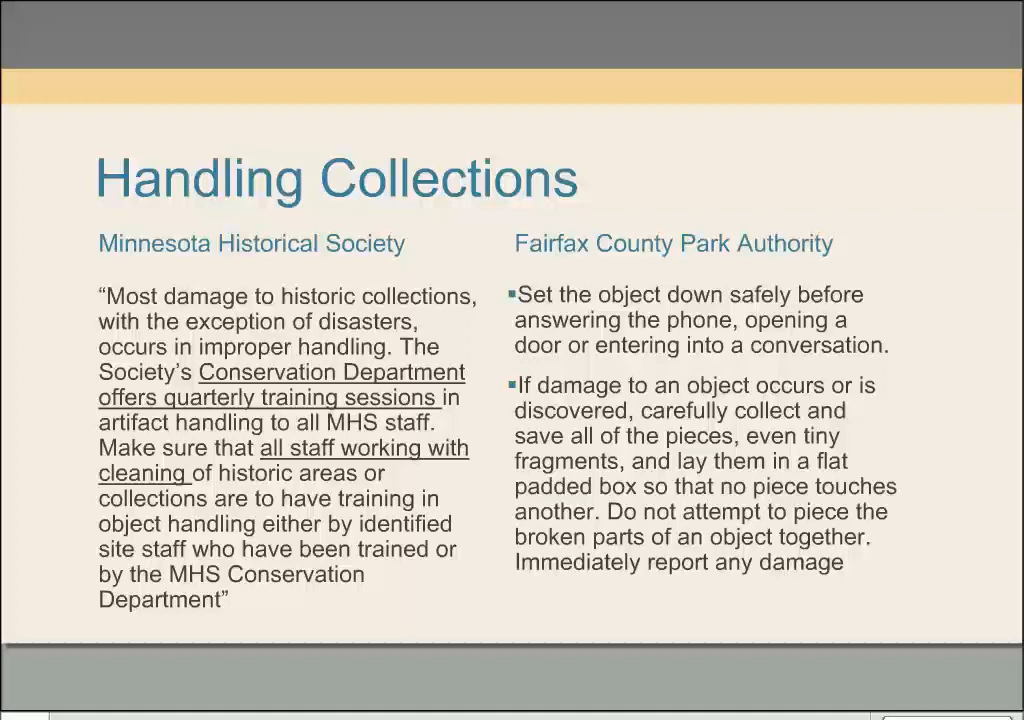 Handling Collections
Minnesota Historical Society
“Most damage to historic collections,
with the exception of disasters,
occurs in improper handling. The
Society’s Conservation Department
offers quarterly training sessions in
artifact handling to all MHS staff.
Make sure that all staff working with
cleaning of historic areas or
collections are to have training in
object handling either by identified
site staff who have been trained or
by the MHS Conservation
Department”
Fairfax County Park Authority
▪Set the object down safely before
answering the phone, opening a
door or entering into a conversation.
▪If damage to an object occurs or is
discovered, carefully collect and
save all of the pieces, even tiny
fragments, and lay them in a flat
padded box so that no piece touches
another. Do not attempt to piece the
broken parts of an object together.
Immediately report any damage